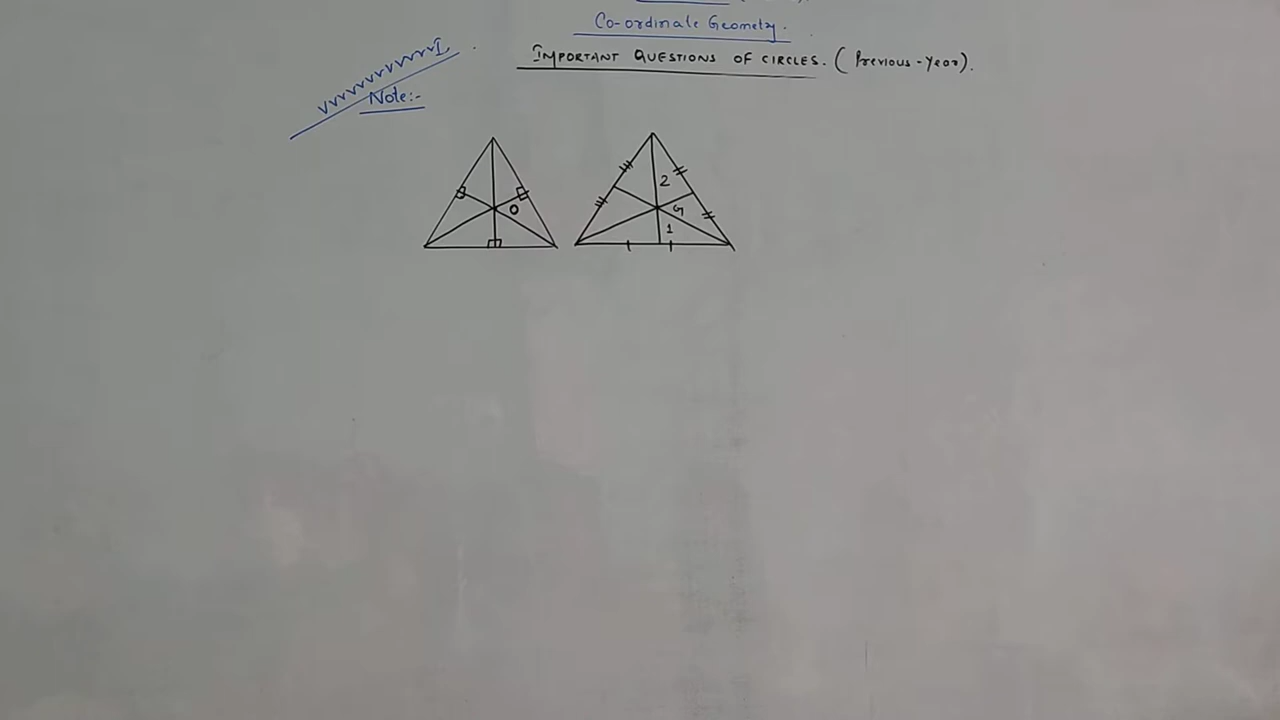 Co-ordinate Geometry.
IMPORTANT QUESTIONS OF CIRCLES. (Previous-Year).
Note:-
O
2
G
1